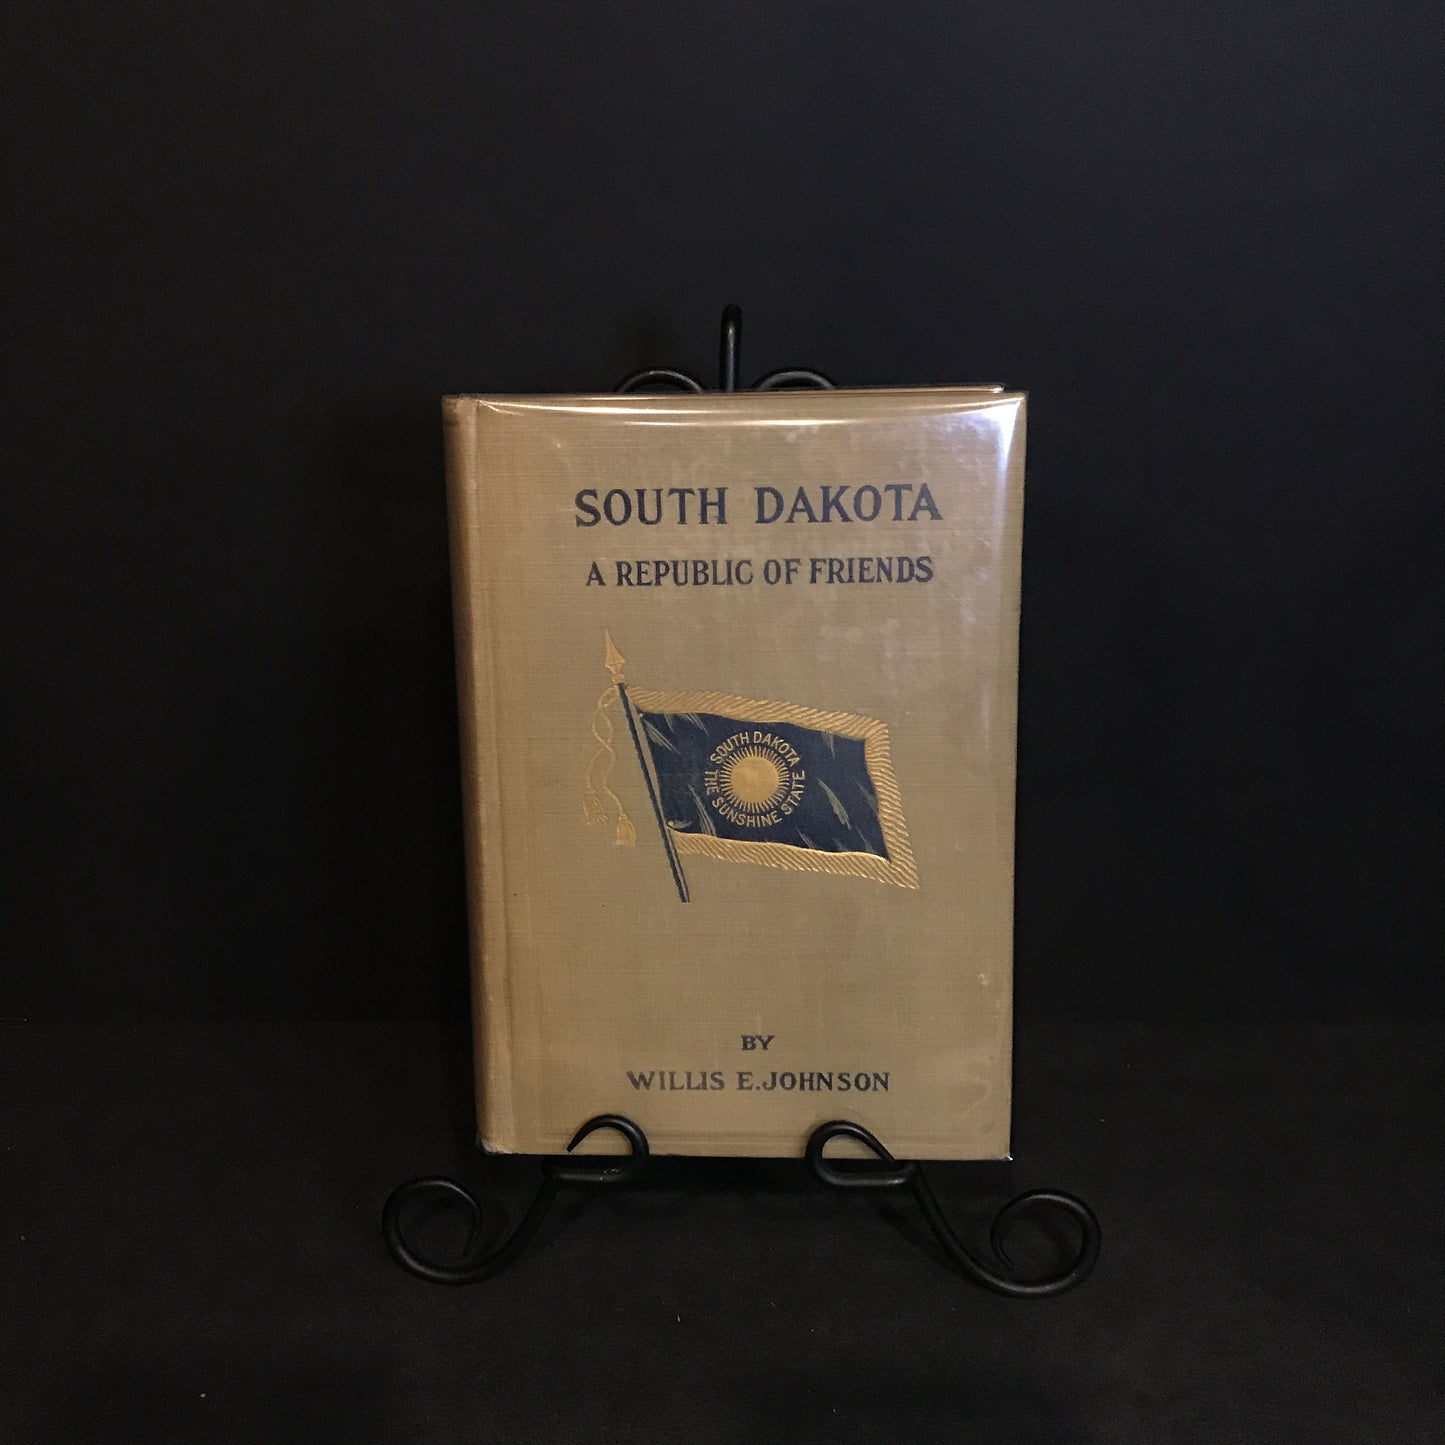 SOUTH DAKOTA
A REPUBLIC OF FRIENDS
SOUTH DAKOTA
THE SUNSHINE STATE
BY
WILLIS E. JOHNSON